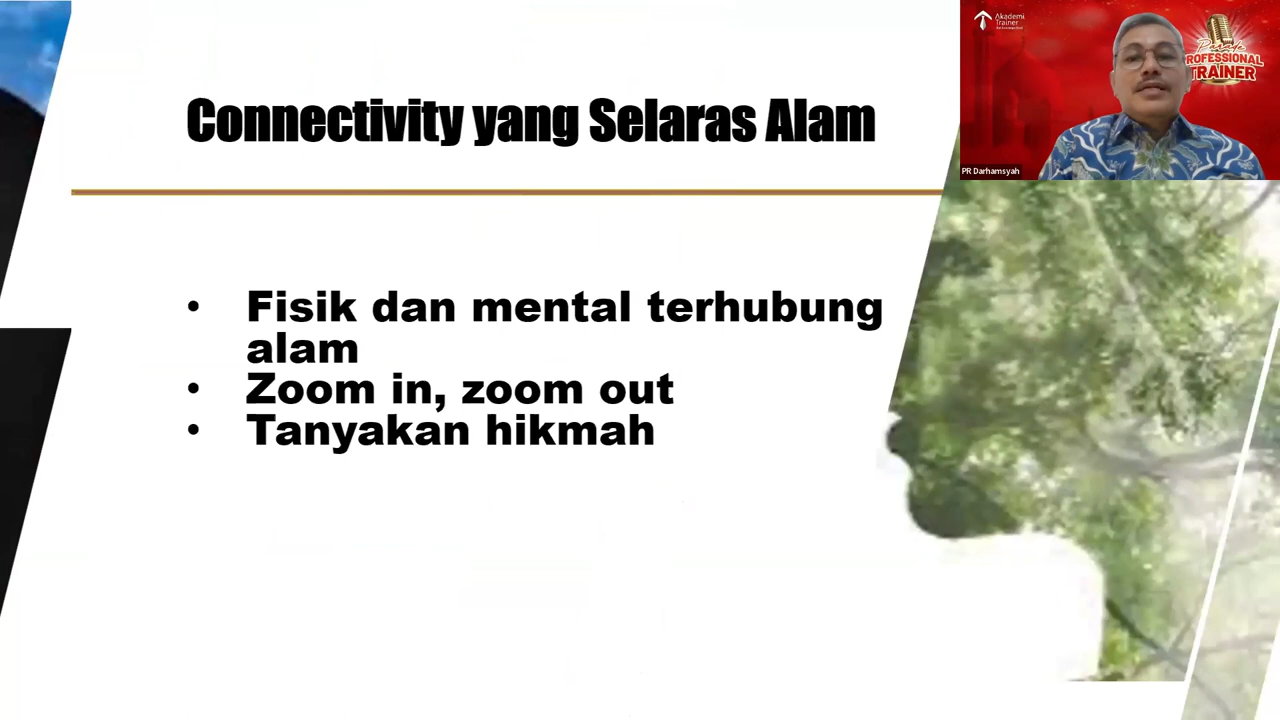 Connectivity yang Selaras Alam
• Fisik dan mental terhubung
alam
• Zoom in, zoom out
• Tanyakan hikmah
Akademi
Trainer
Parade
PROFESSIONAL
TRAINER
PR Darhamsyah